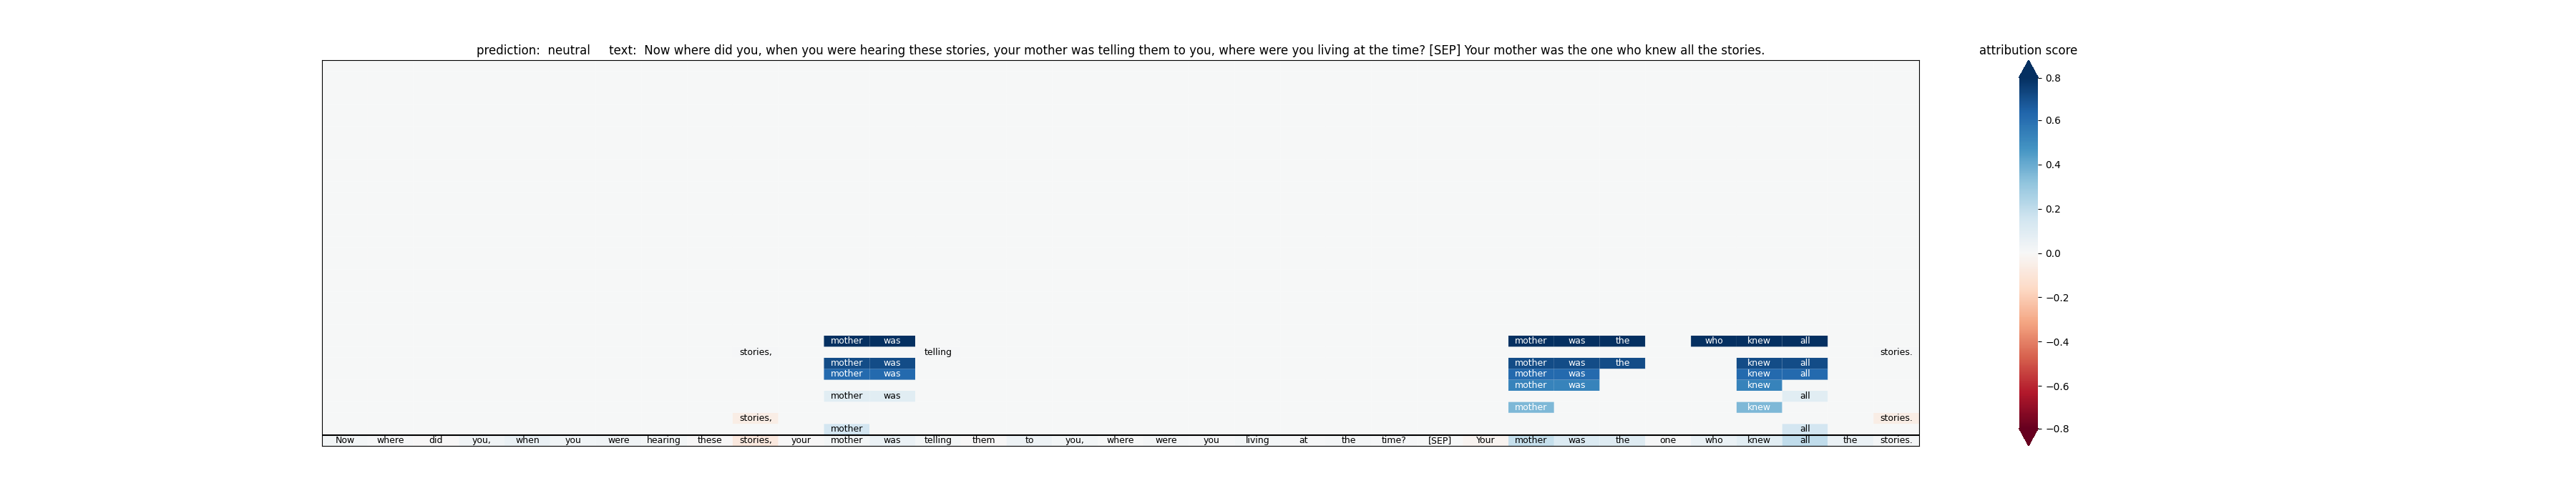 prediction:  neutral     text:  Now where did you, when you were hearing these stories, your mother was telling them to you, where were you living at the time? [SEP] Your mother was the one who knew all the stories.
attribution score
0.8
0.6
0.4
0.2
0.0
−0.2
−0.4
−0.6
−0.8
mother was mother was the who knew all
stories, telling stories.
mother was mother was the knew all
mother was mother was knew all
mother was knew
mother was all
mother knew
stories, stories.
mother all
Now where did you, when you were hearing these stories, your mother was telling them to you, where were you living at the time? [SEP] Your mother was the one who knew all the stories.